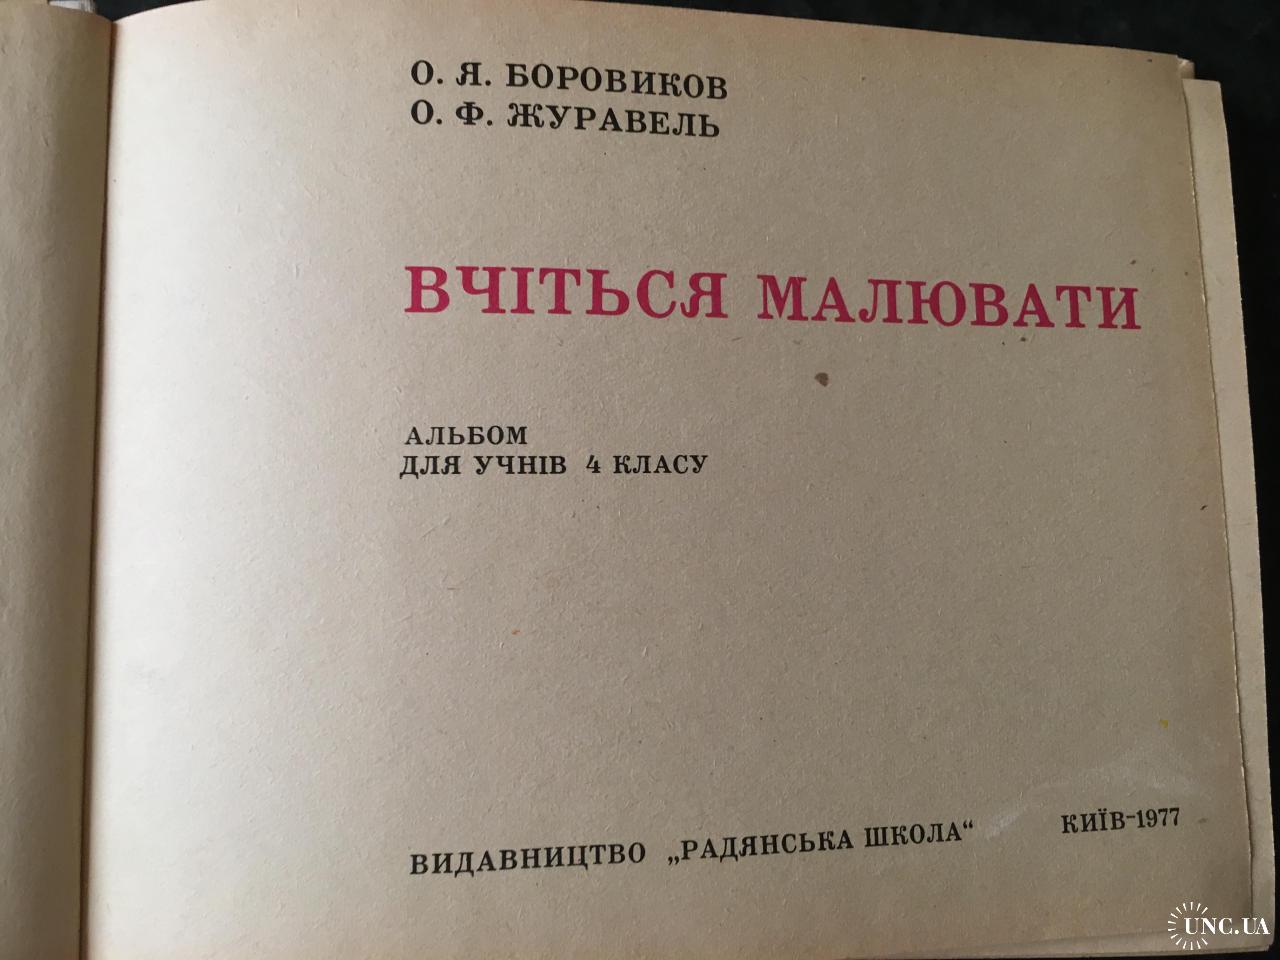 О. Я. БОРОВИКОВ
О. Ф. ЖУРАВЕЛЬ
ВЧІТЬСЯ МАЛЮВАТИ
АЛЬБОМ
ДЛЯ УЧНІВ 4 КЛАСУ
ВИДАВНИЦТВО „РАДЯНСЬКА ШКОЛА“ КИЇВ-1977
UNC.UA